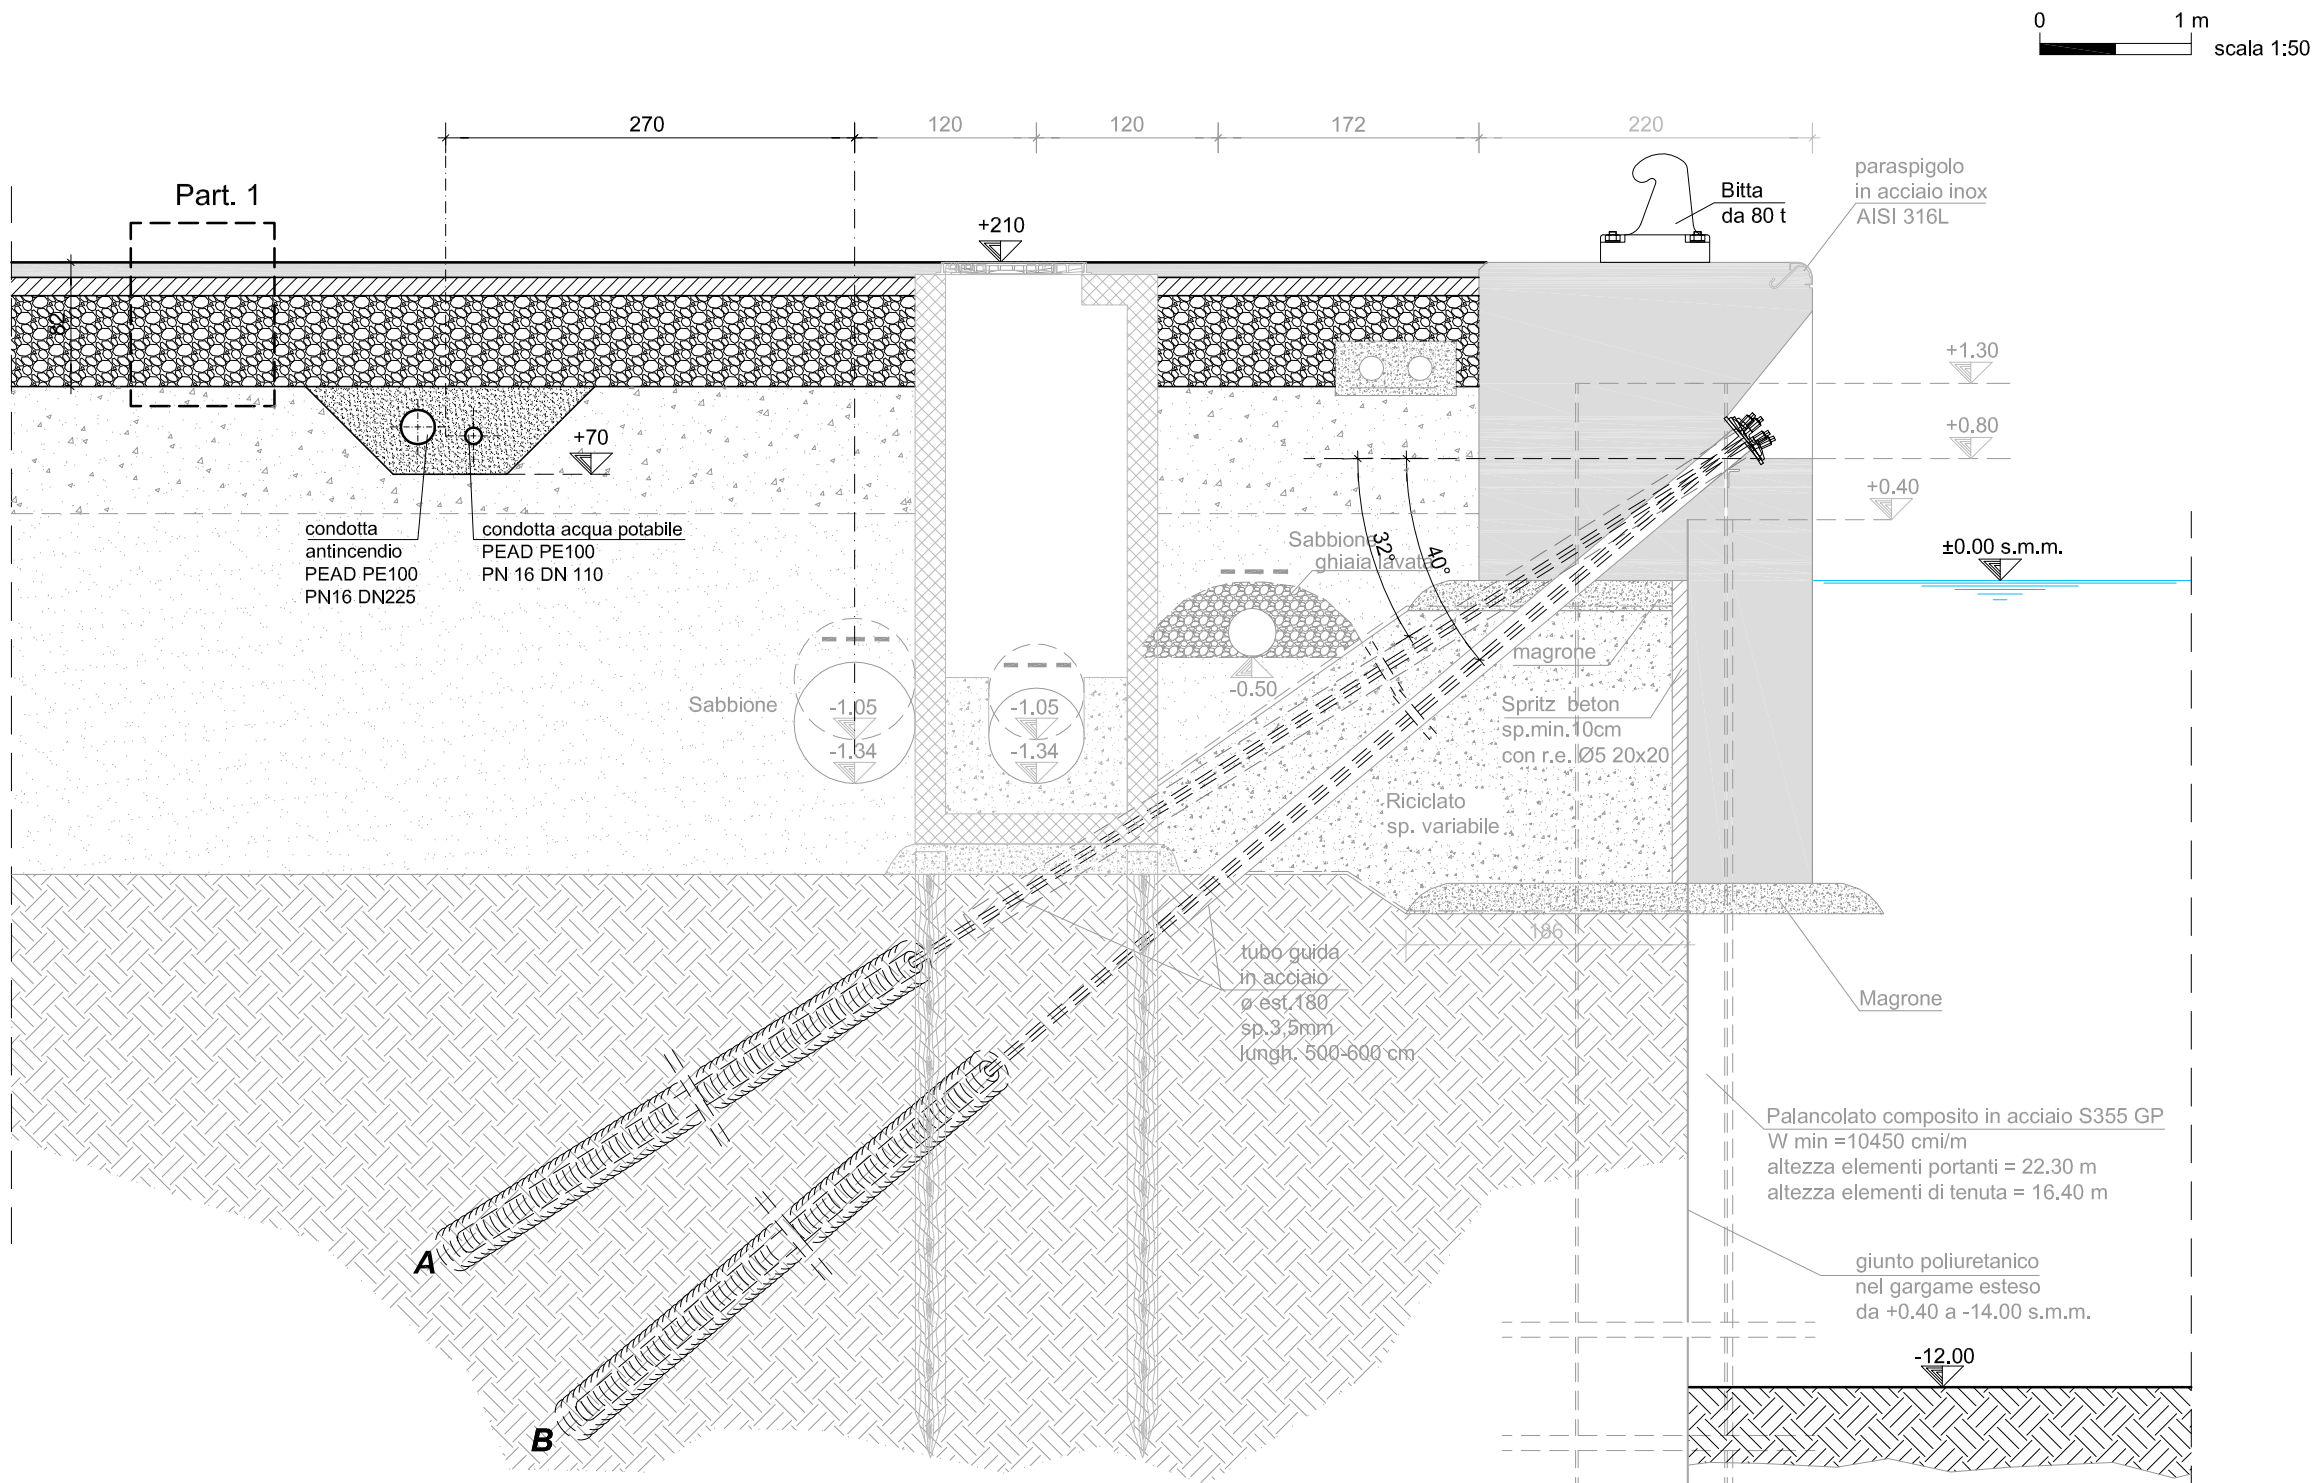 0 1 m
scala 1:50
270 120 120 172 220
Part. 1
paraspigolo
in acciaio inox
AISI 316L
Bitta
da 80 t
+210
82
+1.30
+0.80
+70
+0.40
condotta
antincendio
PEAD PE100
PN16 DN225
condotta acqua potabile
PEAD PE100
PN 16 DN 110
Sabbione
ghiaia lavata
32°
40°
±0.00 s.m.m.
magrone
-0.50
Sabbione
-1.05
-1.34
-1.05
-1.34
Spritz beton
sp.min.10cm
con r.e. Ø5 20x20
Riciclato
sp. variabile
186
tubo guida
in acciaio
ø est.180
sp.3,5mm
lungh. 500-600 cm
Magrone
Palancolato composito in acciaio S355 GP
W min =10450 cmi/m
altezza elementi portanti = 22.30 m
altezza elementi di tenuta = 16.40 m
A
giunto poliuretanico
nel gargame esteso
da +0.40 a -14.00 s.m.m.
-12.00
B